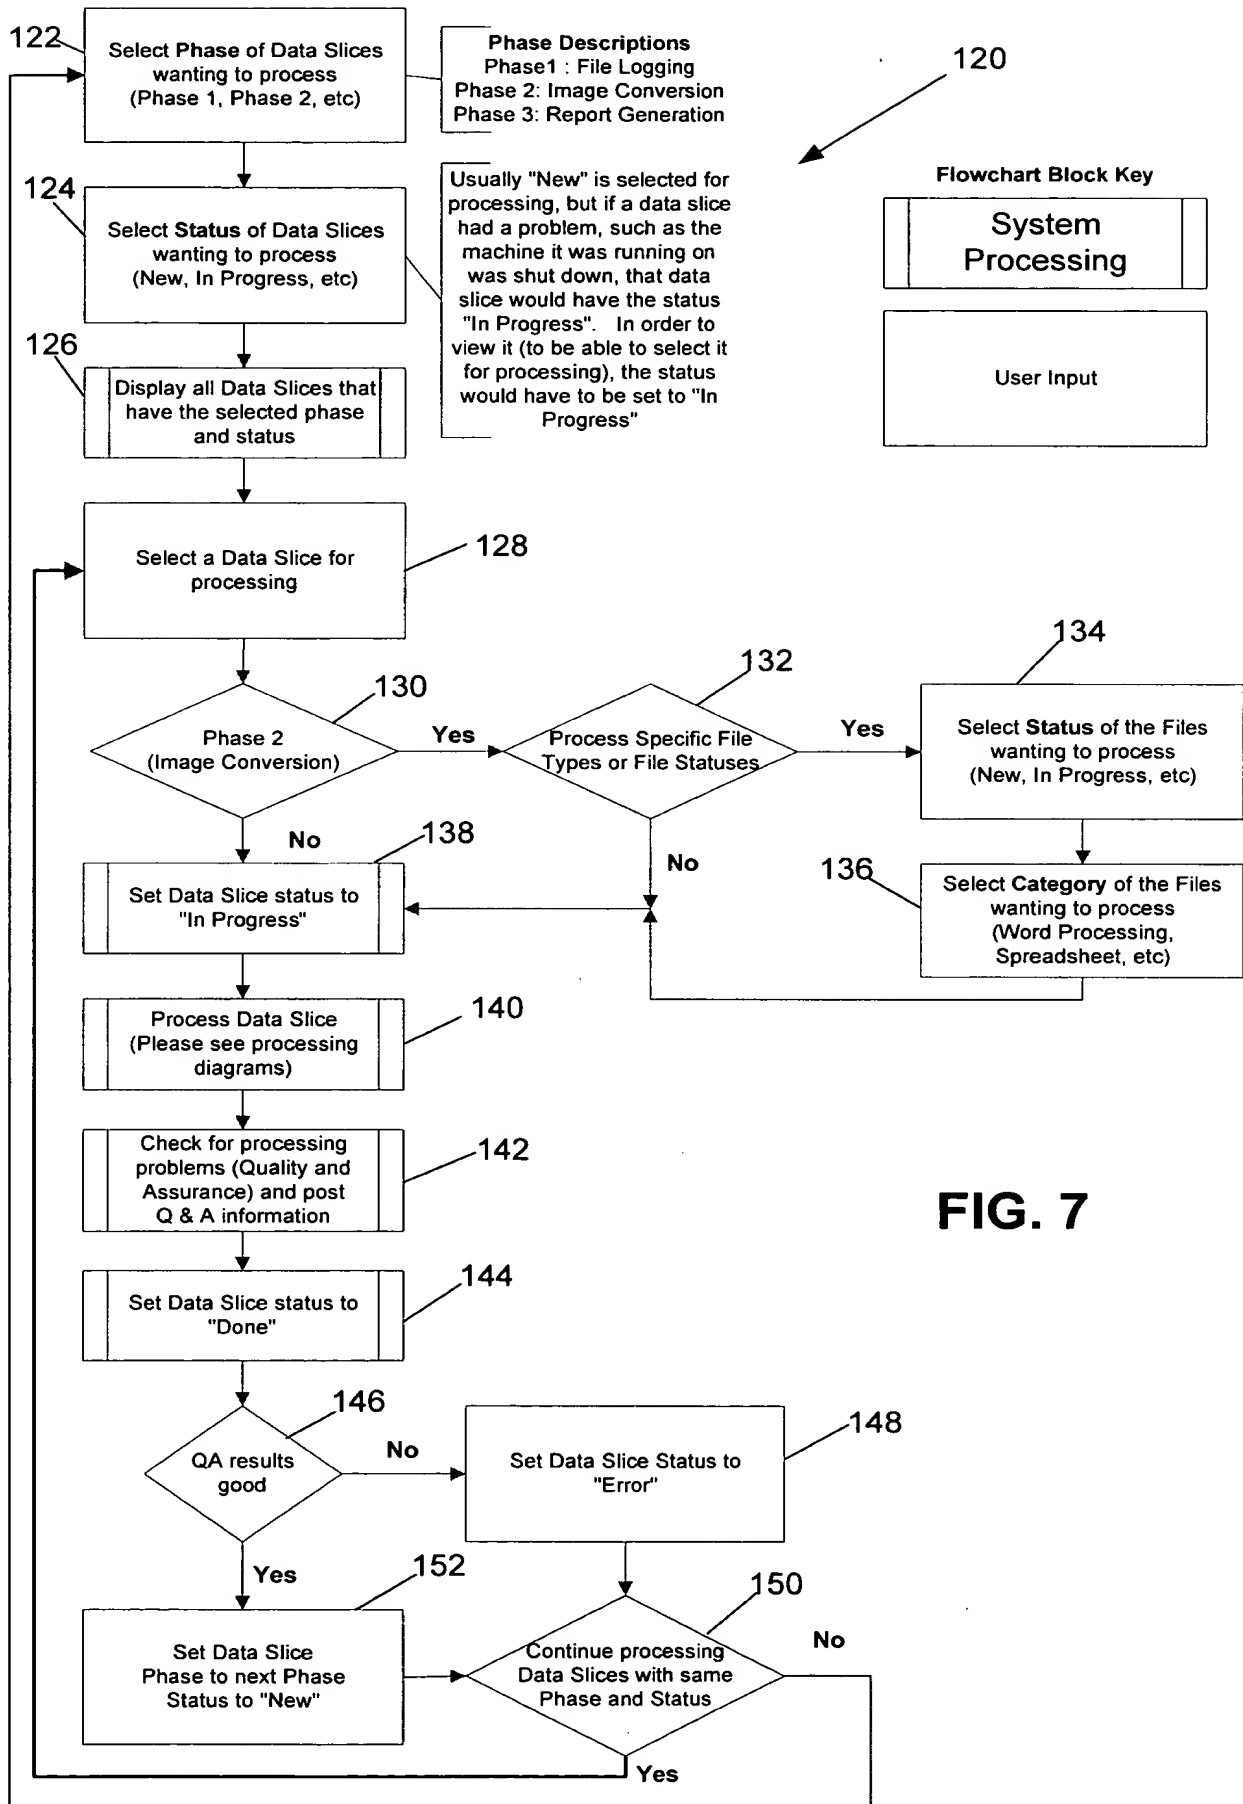 122
Select Phase of Data Slices
wanting to process
(Phase 1, Phase 2, etc)
Phase Descriptions
Phase1 : File Logging
Phase 2: Image Conversion
Phase 3: Report Generation
120
124
Select Status of Data Slices
wanting to process
(New, In Progress, etc)
Usually "New" is selected for
processing, but if a data slice
had a problem, such as the
machine it was running on
was shut down, that data
slice would have the status
"In Progress". In order to
view it (to be able to select it
for processing), the status
would have to be set to "In
Progress"
Flowchart Block Key
System
Processing
User Input
126
Display all Data Slices that
have the selected phase
and status
128
Select a Data Slice for
processing
130
Phase 2
(Image Conversion)
Yes
132
Process Specific File
Types or File Statuses
Yes
134
Select Status of the Files
wanting to process
(New, In Progress, etc)
No
No
136
Select Category of the Files
wanting to process
(Word Processing,
Spreadsheet, etc)
138
Set Data Slice status to
"In Progress"
140
Process Data Slice
(Please see processing
diagrams)
142
Check for processing
problems (Quality and
Assurance) and post
Q & A information
FIG. 7
144
Set Data Slice status to
"Done"
146
QA results
good
No
148
Set Data Slice Status to
"Error"
Yes
152
Set Data Slice
Phase to next Phase
Status to "New"
150
Continue processing
Data Slices with same
Phase and Status
No
Yes